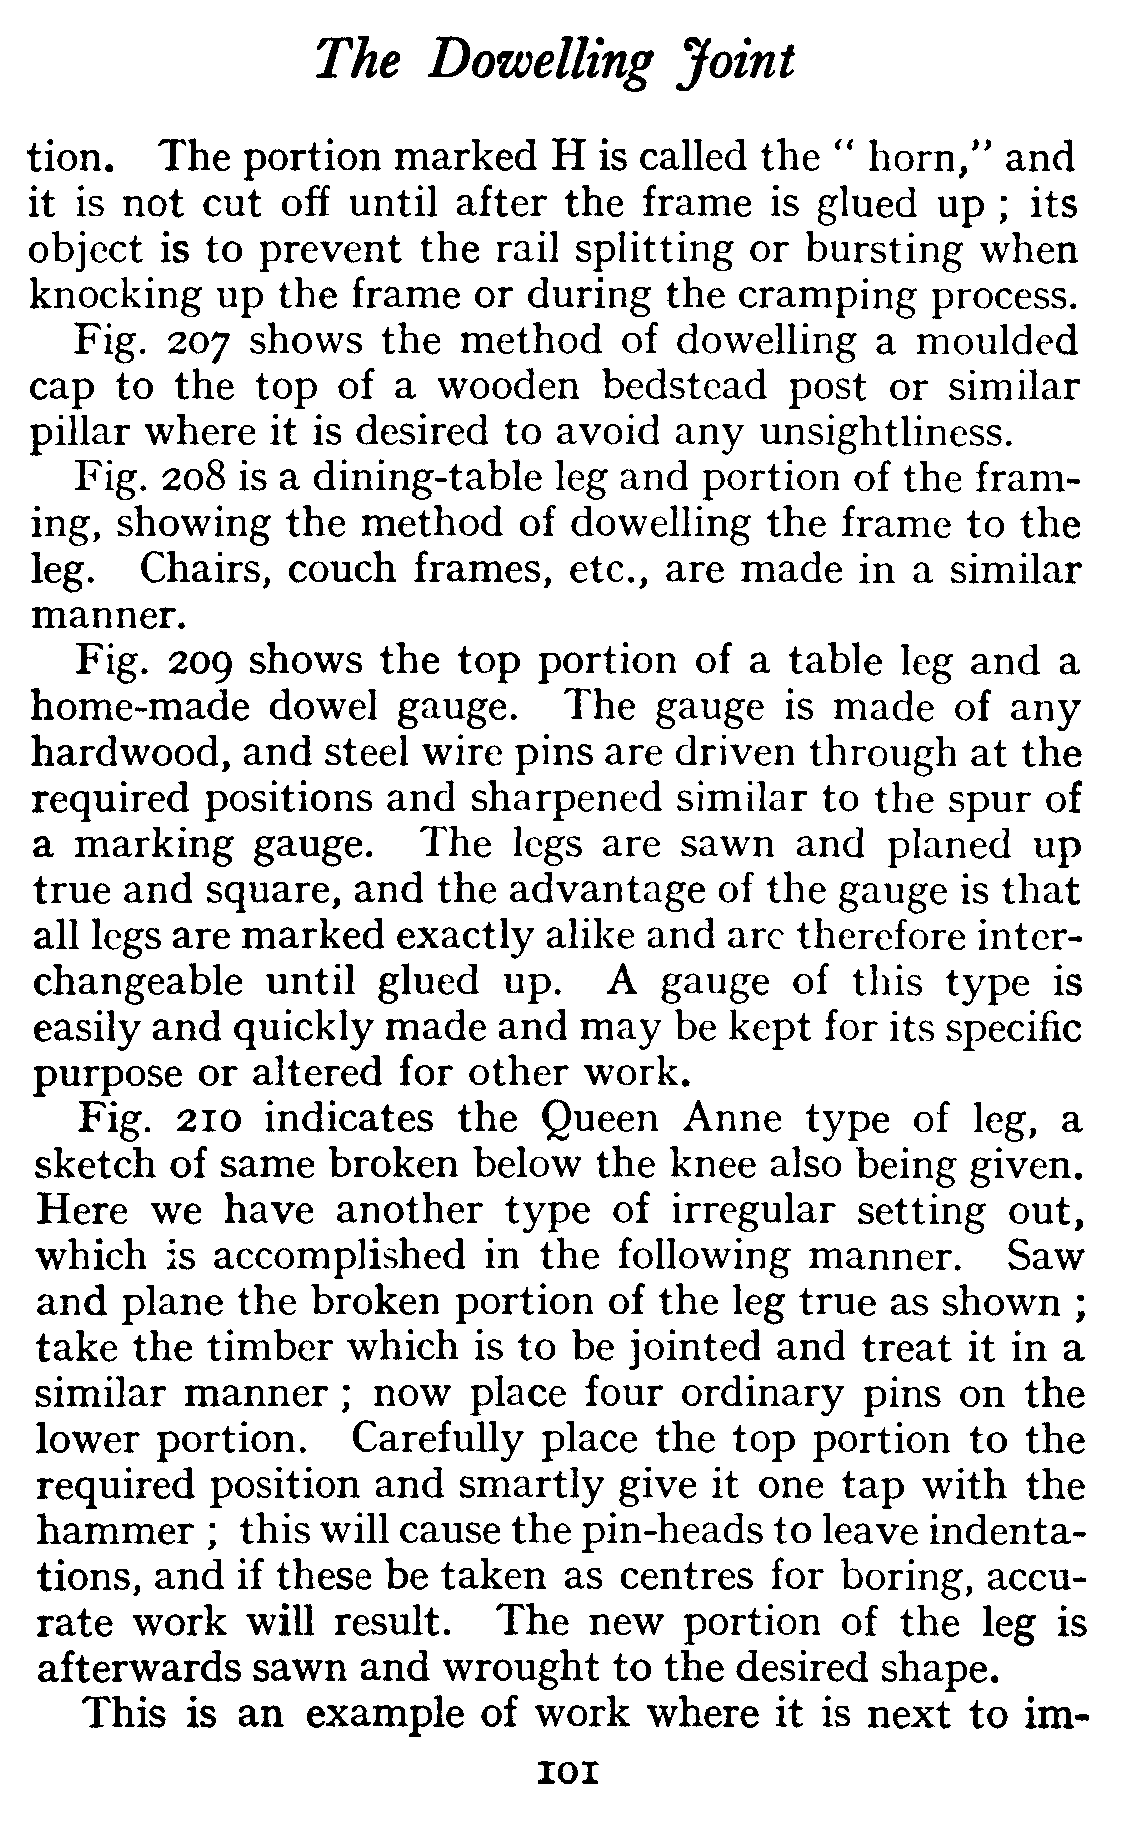 The Dowelling Joint
tion. The portion marked H is called the " horn," and
it is not cut off until after the frame is glued up ; its
object is to prevent the rail splitting or bursting when
knocking up the frame or during the cramping process.
Fig. 207 shows the method of dowelling a moulded
cap to the top of a wooden bedstead post or similar
pillar where it is desired to avoid any unsightliness.
Fig. 208 is a dining-table leg and portion of the fram-
ing, showing the method of dowelling the frame to the
leg. Chairs, couch frames, etc., are made in a similar
manner.
Fig. 209 shows the top portion of a table leg and a
home-made dowel gauge. The gauge is made of any
hardwood, and steel wire pins are driven through at the
required positions and sharpened similar to the spur of
a marking gauge. The legs are sawn and planed up
true and square, and the advantage of the gauge is that
all legs are marked exactly alike and are therefore inter-
changeable until glued up. A gauge of this type is
easily and quickly made and may be kept for its specific
purpose or altered for other work.
Fig. 210 indicates the Queen Anne type of leg, a
sketch of same broken below the knee also being given.
Here we have another type of irregular setting out,
which is accomplished in the following manner. Saw
and plane the broken portion of the leg true as shown ;
take the timber which is to be jointed and treat it in a
similar manner ; now place four ordinary pins on the
lower portion. Carefully place the top portion to the
required position and smartly give it one tap with the
hammer ; this will cause the pin-heads to leave indenta-
tions, and if these be taken as centres for boring, accu-
rate work will result. The new portion of the leg is
afterwards sawn and wrought to the desired shape.
This is an example of work where it is next to im-
101